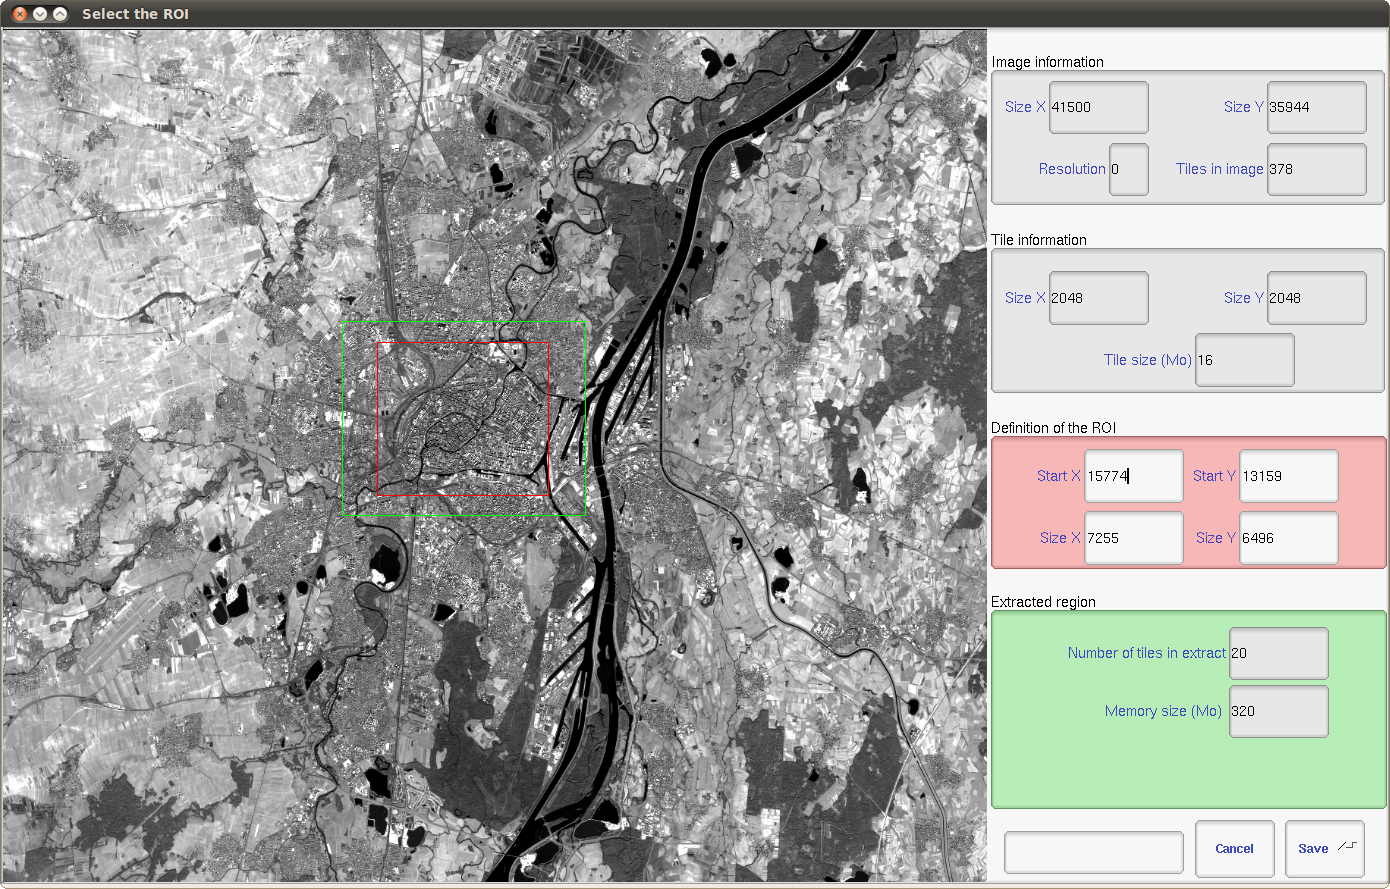 Select the ROI
Image information
Size X 41500 Size Y 35944
Resolution 0 Tiles in image 378
Tile information
Size X 2048 Size Y 2048
Tile size (Mo) 16
Definition of the ROI
Start X 15774 Start Y 13159
Size X 7255 Size Y 6496
Extracted region
Number of tiles in extract 20
Memory size (Mo) 320
Cancel Save